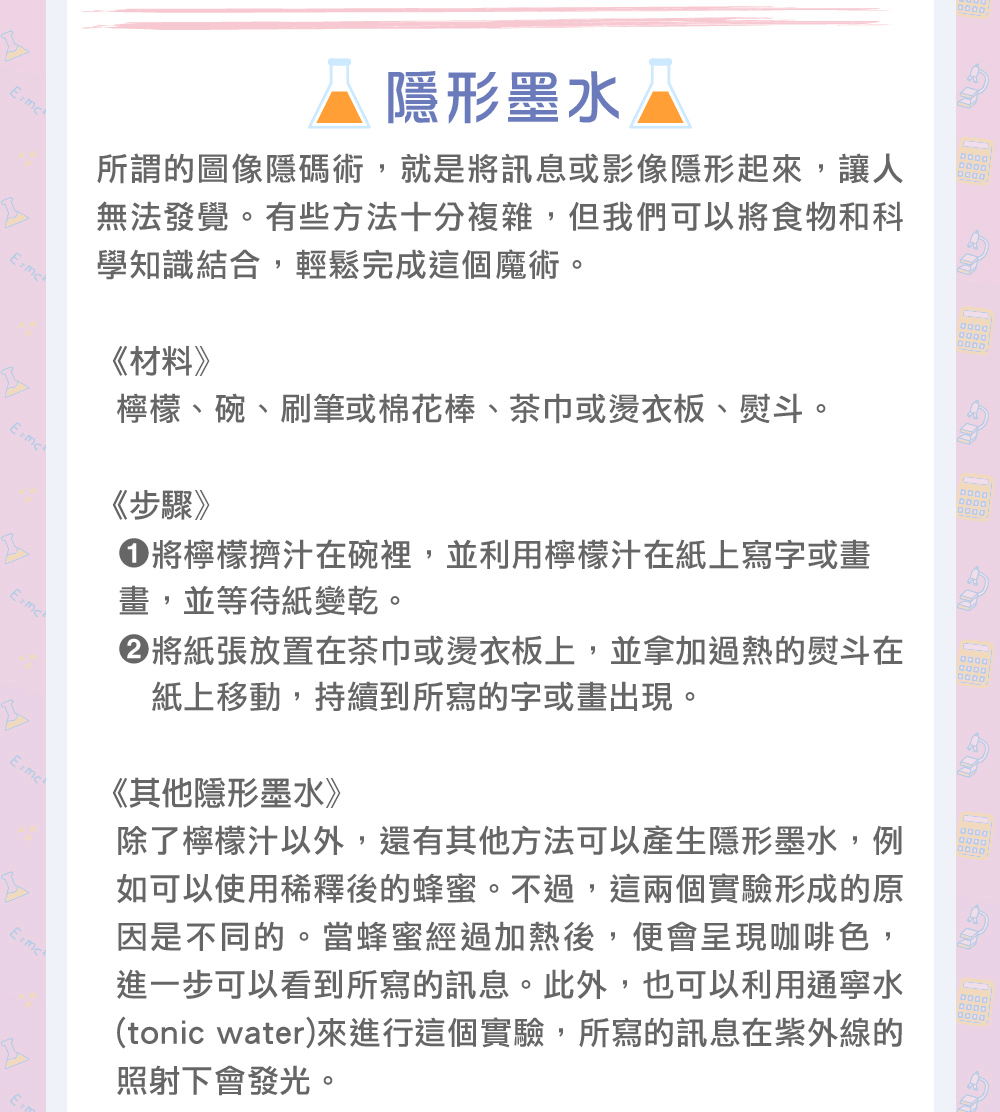 隱形墨水
所謂的圖像隱碼術，就是將訊息或影像隱形起來，讓人
無法發覺。有些方法十分複雜，但我們可以將食物和科
學知識結合，輕鬆完成這個魔術。
《材料》
檸檬、碗、刷筆或棉花棒、茶巾或燙衣板、熨斗。
《步驟》
❶將檸檬擠汁在碗裡，並利用檸檬汁在紙上寫字或畫
畫，並等待紙變乾。
❷將紙張放置在茶巾或燙衣板上，並拿加過熱的熨斗在
紙上移動，持續到所寫的字或畫出現。
《其他隱形墨水》
除了檸檬汁以外，還有其他方法可以產生隱形墨水，例
如可以使用稀釋後的蜂蜜。不過，這兩個實驗形成的原
因是不同的。當蜂蜜經過加熱後，便會呈現咖啡色，
進一步可以看到所寫的訊息。此外，也可以利用通寧水
(tonic water)來進行這個實驗，所寫的訊息在紫外線的
照射下會發光。